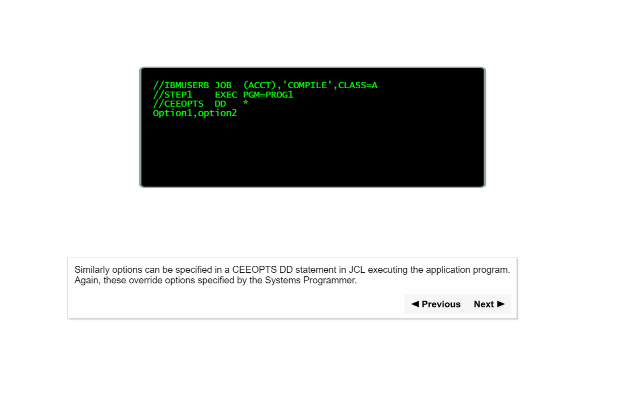 //IBMUSERB JOB  (ACCT),'COMPILE',CLASS=A
//STEP1    EXEC PGM=PROG1
//CEEOPTS  DD   *
Option1,option2
Similarly options can be specified in a CEEOPTS DD statement in JCL executing the application program.
Again, these override options specified by the Systems Programmer.
◀ Previous   Next ▶